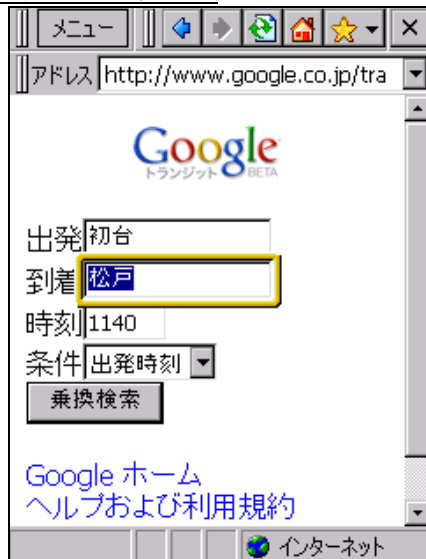 メニュー
アドレス http://www.google.co.jp/tra
Google
トランジット BETA
出発 初台
到着 松戸
時刻 1140
条件 出発時刻
乗換検索
Google ホーム
ヘルプおよび利用規約
インターネット